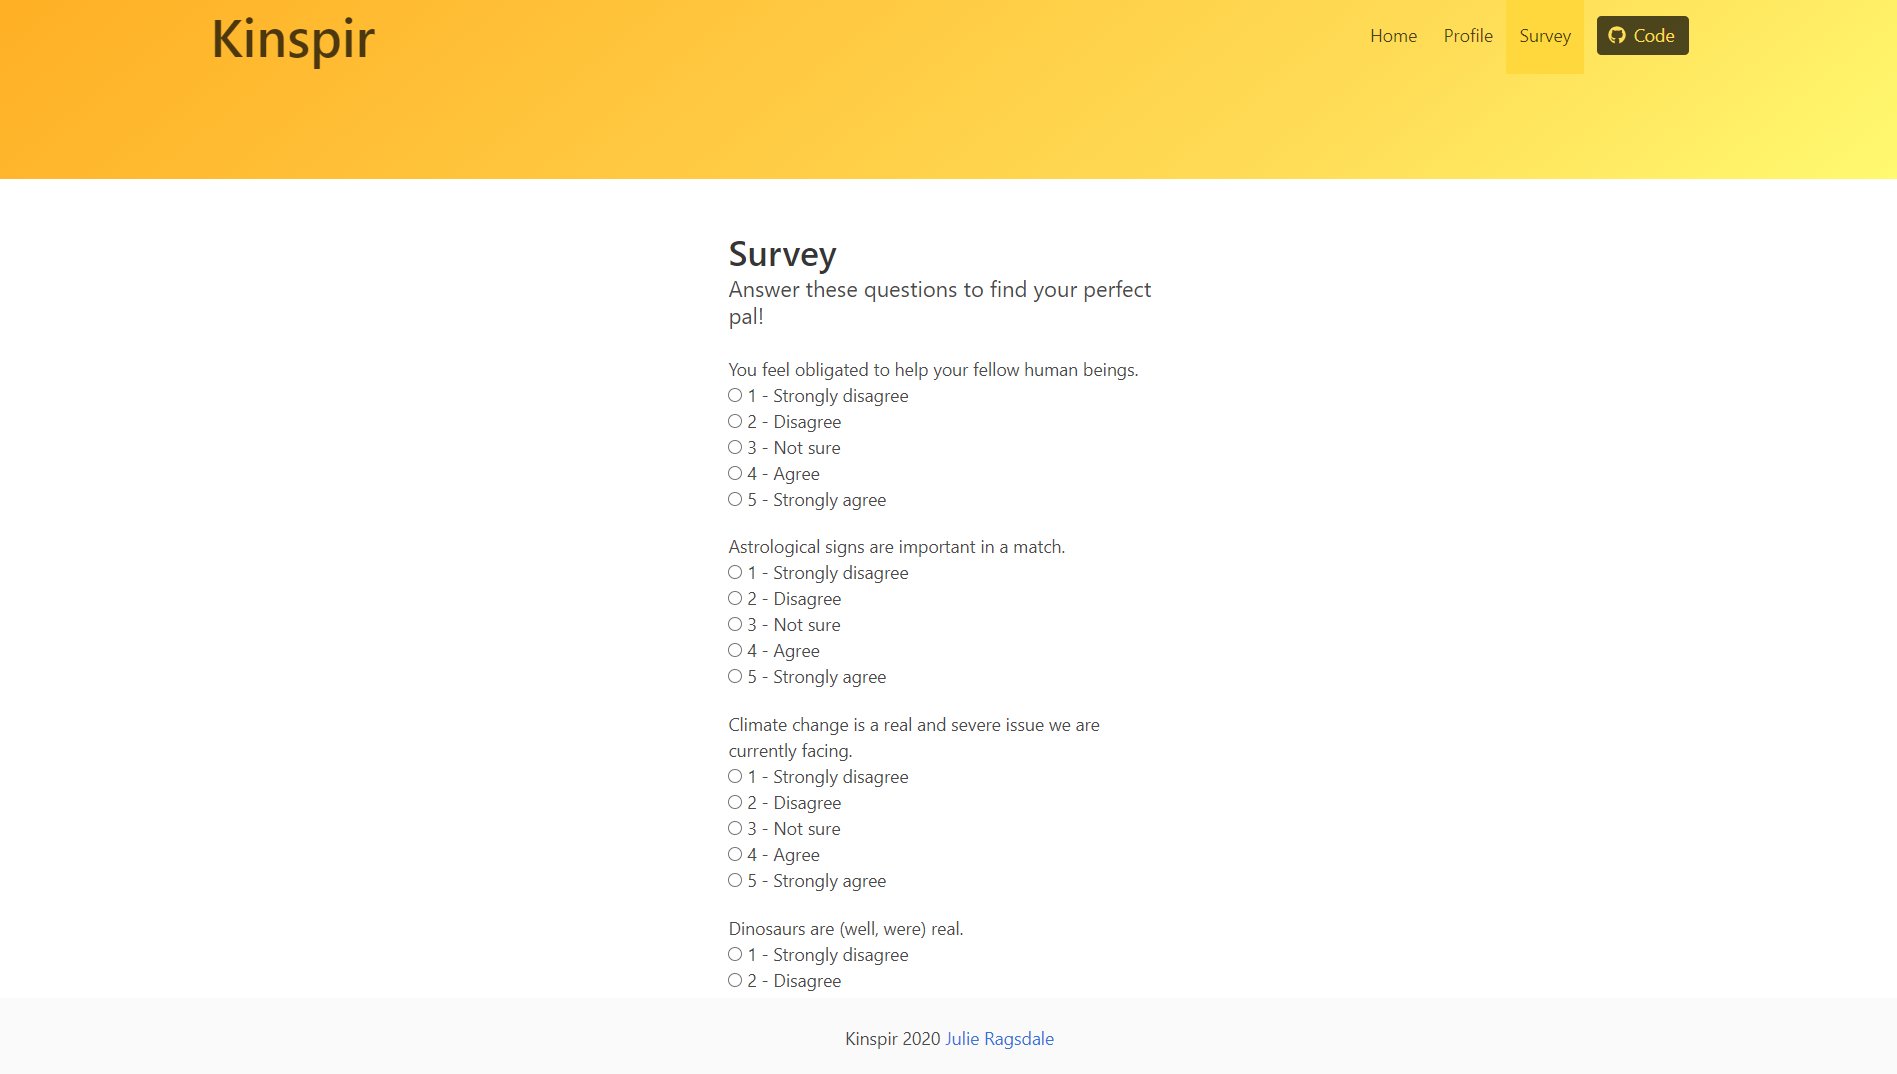 Kinspir
Home Profile Survey Code
Survey
Answer these questions to find your perfect
pal!
You feel obligated to help your fellow human beings.
1 - Strongly disagree
2 - Disagree
3 - Not sure
4 - Agree
5 - Strongly agree
Astrological signs are important in a match.
1 - Strongly disagree
2 - Disagree
3 - Not sure
4 - Agree
5 - Strongly agree
Climate change is a real and severe issue we are
currently facing.
1 - Strongly disagree
2 - Disagree
3 - Not sure
4 - Agree
5 - Strongly agree
Dinosaurs are (well, were) real.
1 - Strongly disagree
2 - Disagree
Kinspir 2020 Julie Ragsdale